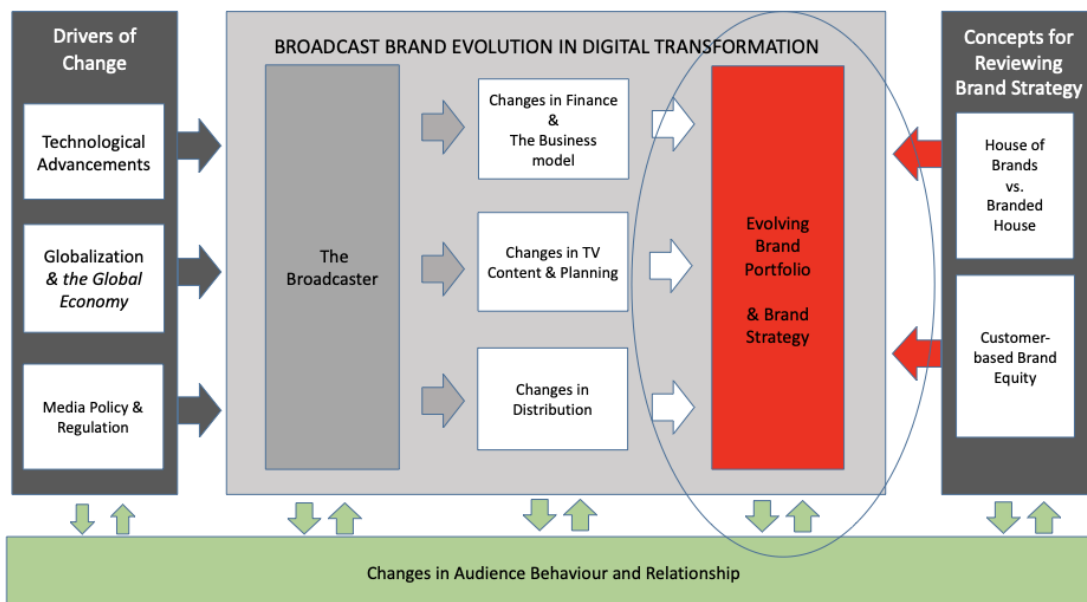 Drivers of
Change
Technological
Advancements
Globalization
& the Global
Economy
Media Policy &
Regulation
BROADCAST BRAND EVOLUTION IN DIGITAL TRANSFORMATION
The
Broadcaster
Changes in Finance
&
The Business
model
Changes in TV
Content & Planning
Changes in
Distribution
Evolving
Brand
Portfolio
& Brand
Strategy
Concepts for
Reviewing
Brand Strategy
House of
Brands
vs.
Branded
House
Customer-
based Brand
Equity
Changes in Audience Behaviour and Relationship